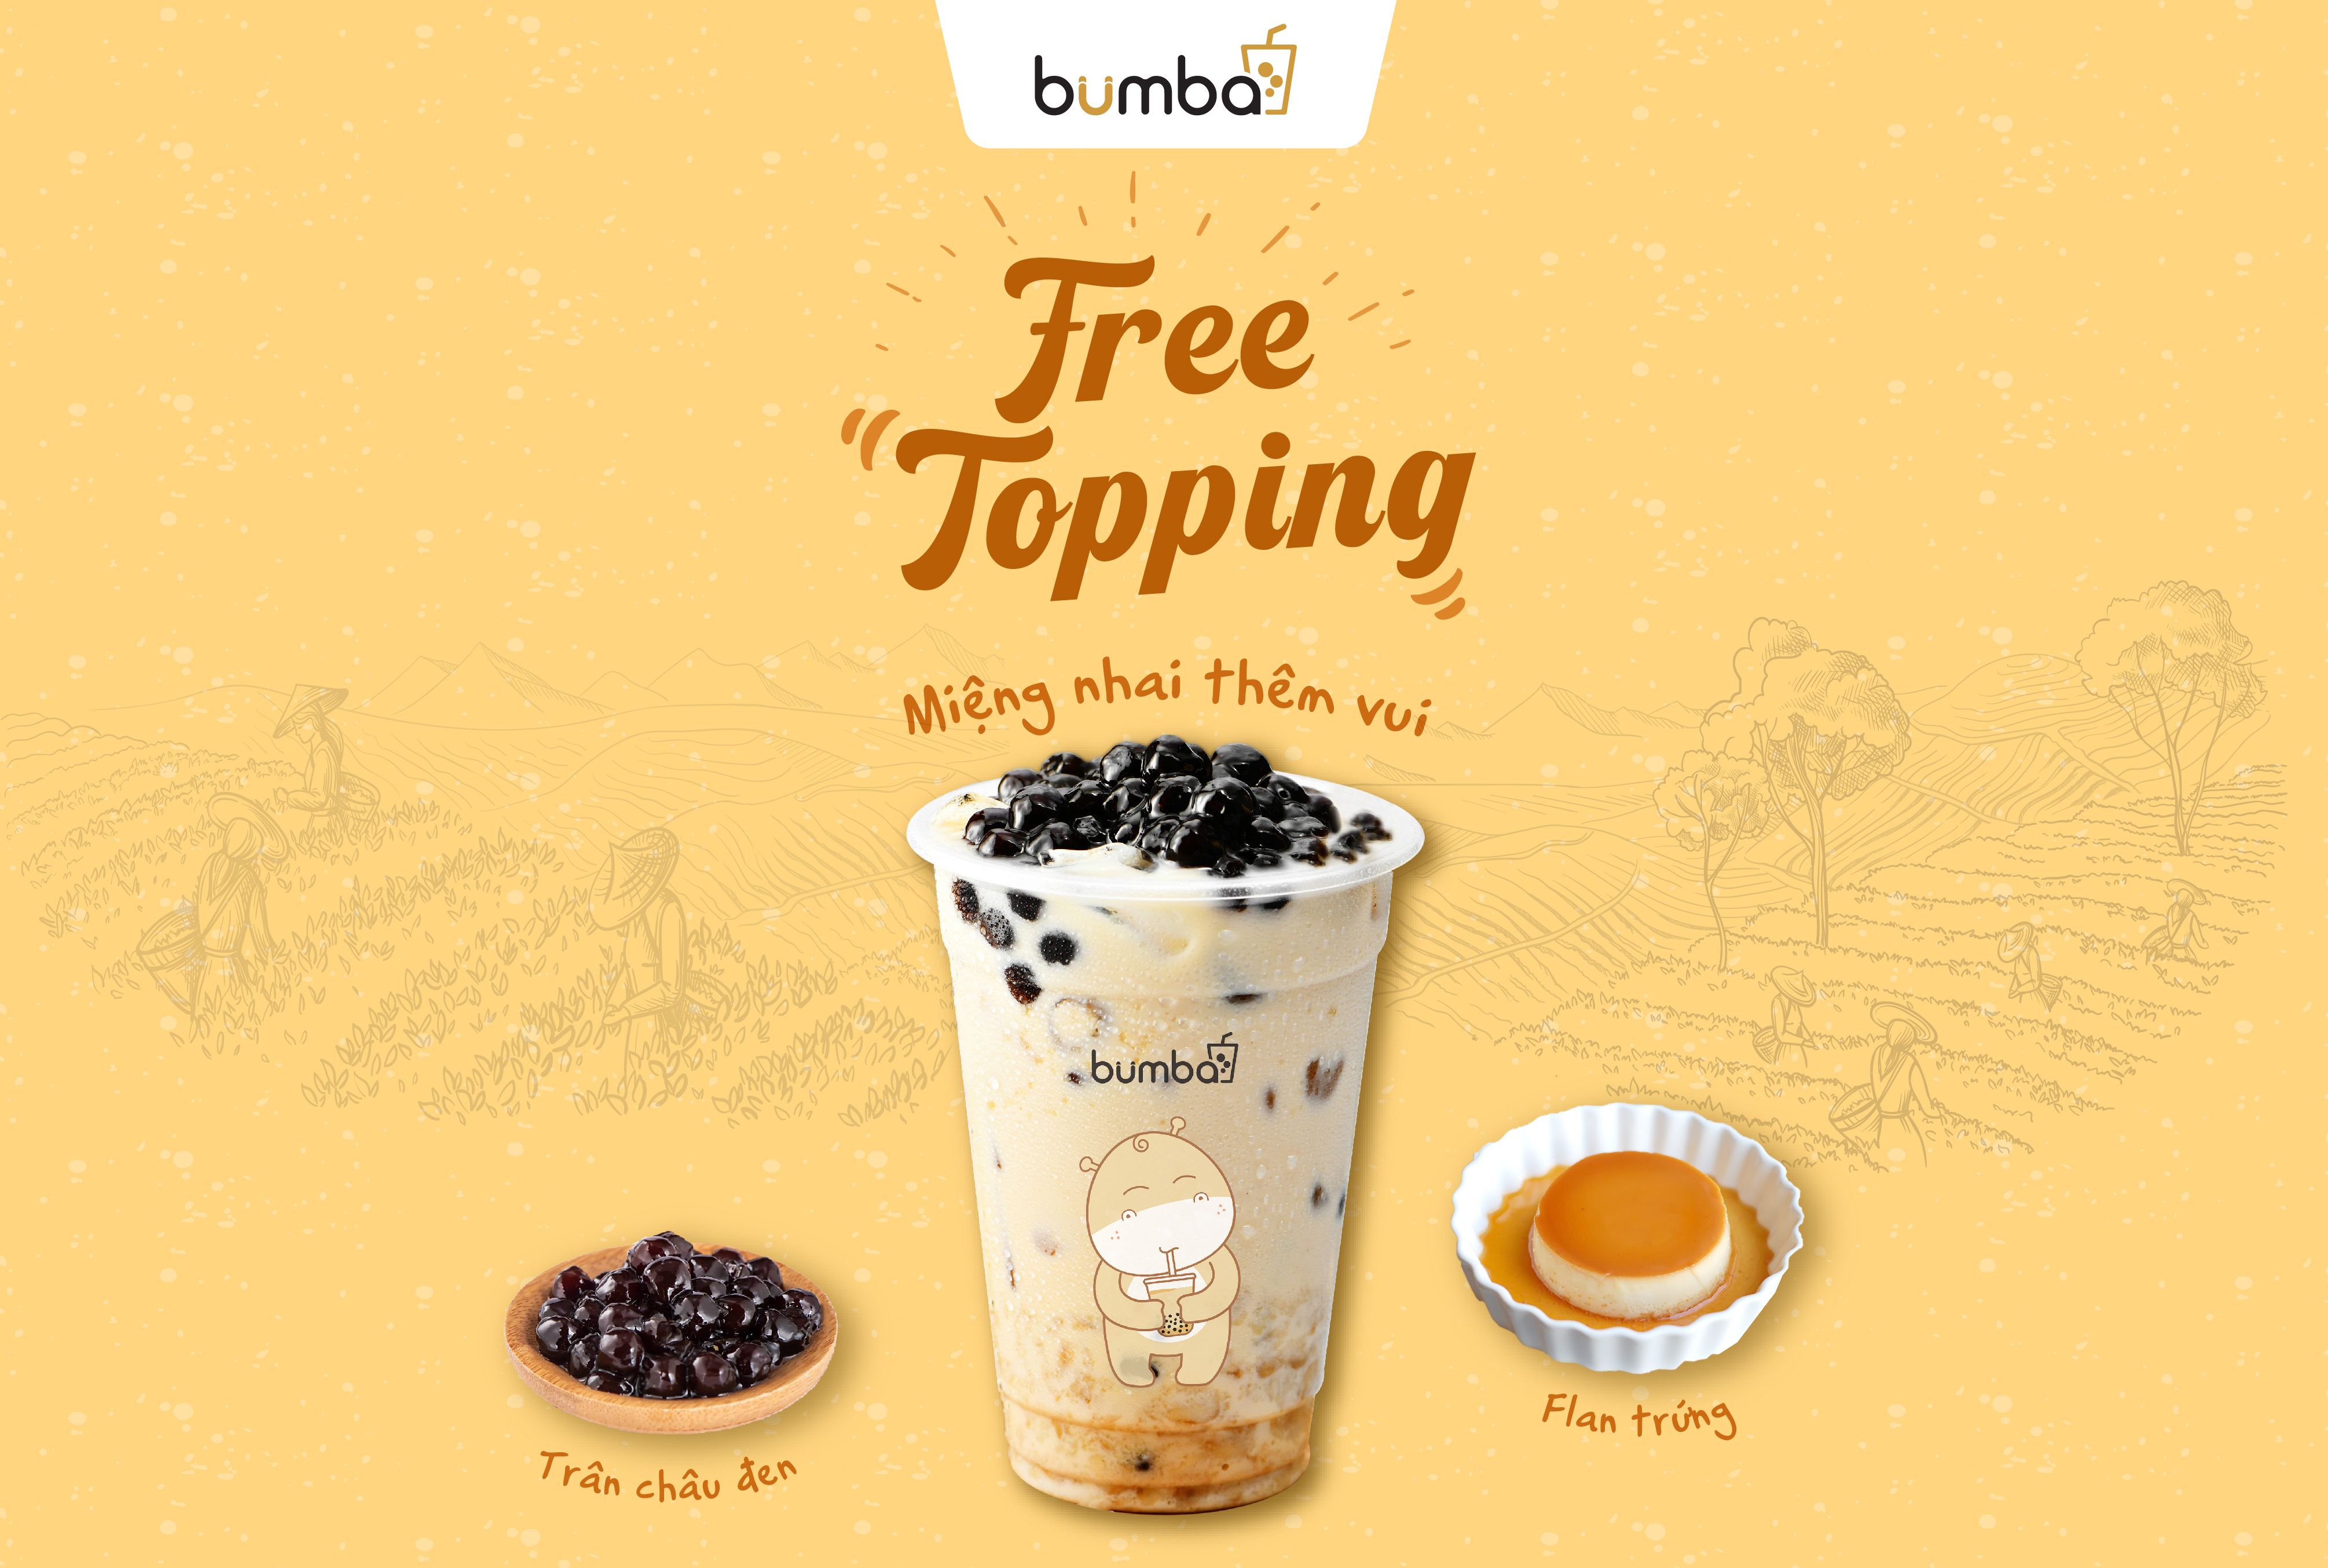 bumba
Free
Topping
Miệng nhai thêm vui
bumba
Trân châu đen
Flan trứng